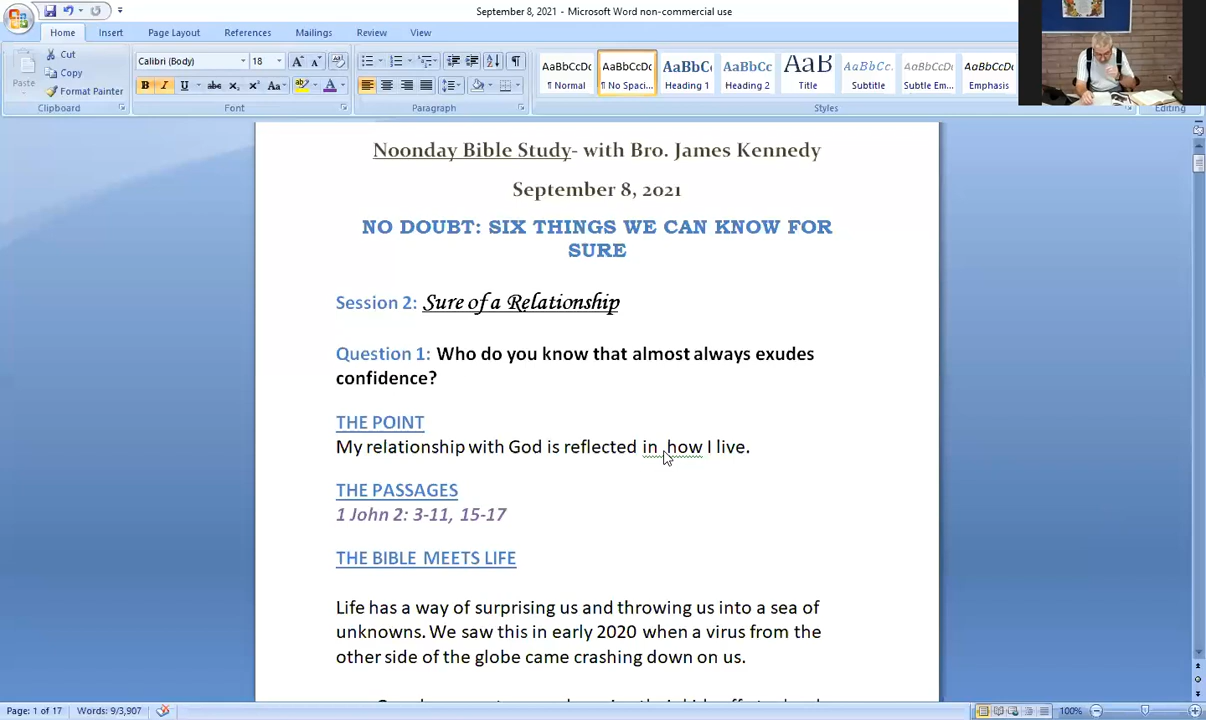 September 8, 2021 - Microsoft Word non-commercial use
Home Insert Page Layout References Mailings Review View
Paste
Cut
Copy
Format Painter
Clipboard
Calibri (Body) 18
Font
Paragraph
AaBbCcDc AaBbCcDc AaBbC( AaBbCc AaB AaBbCc. AaBbCcDc AaBbCcDc
¶ Normal ¶ No Spaci... Heading 1 Heading 2 Title Subtitle Subtle Em... Emphasis
Styles
Editing
Noonday Bible Study- with Bro. James Kennedy
September 8, 2021
NO DOUBT: SIX THINGS WE CAN KNOW FOR
SURE
Session 2: Sure of a Relationship
Question 1: Who do you know that almost always exudes
confidence?
THE POINT
My relationship with God is reflected in how I live.
THE PASSAGES
1 John 2: 3-11, 15-17
THE BIBLE MEETS LIFE
Life has a way of surprising us and throwing us into a sea of
unknowns. We saw this in early 2020 when a virus from the
other side of the globe came crashing down on us.
Page: 1 of 17 Words: 9/3,907 100%